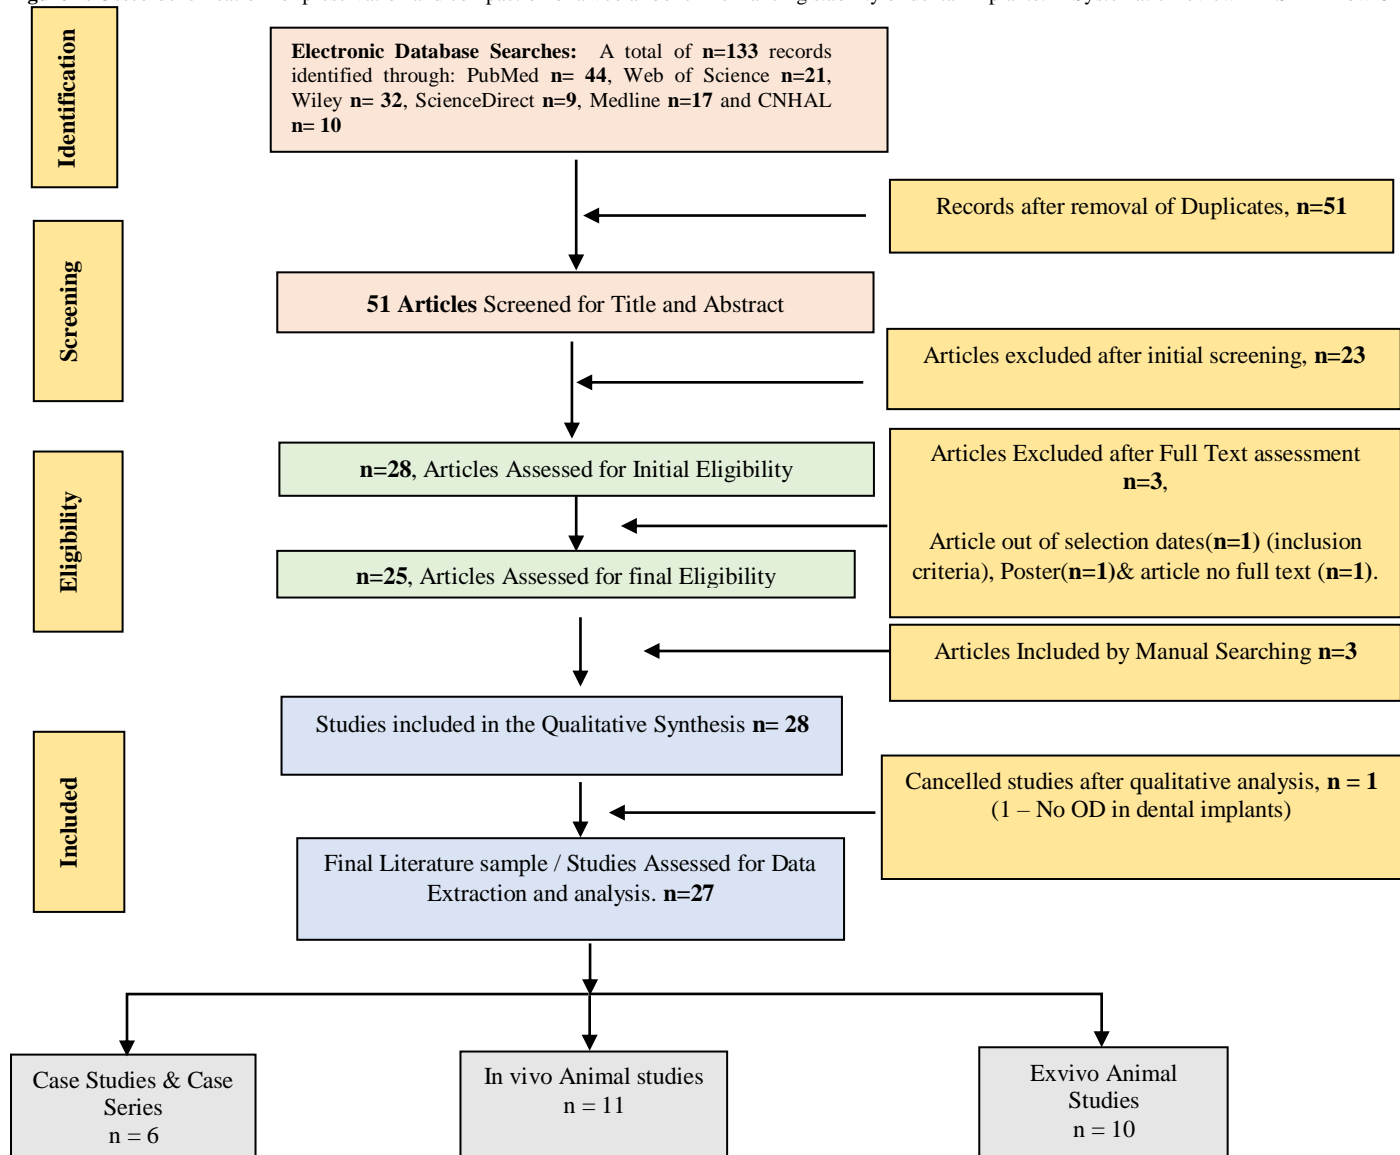 Identification
Electronic Database Searches: A total of n=133 records
identified through: PubMed n= 44, Web of Science n=21,
Wiley n= 32, ScienceDirect n=9, Medline n=17 and CNHAL
n= 10
Records after removal of Duplicates, n=51
Screening
51 Articles Screened for Title and Abstract
Articles excluded after initial screening, n=23
Eligibility
n=28, Articles Assessed for Initial Eligibility
Articles Excluded after Full Text assessment
n=3,
Article out of selection dates(n=1) (inclusion
criteria), Poster(n=1)& article no full text (n=1).
n=25, Articles Assessed for final Eligibility
Articles Included by Manual Searching n=3
Studies included in the Qualitative Synthesis n= 28
Included
Cancelled studies after qualitative analysis, n = 1
(1 – No OD in dental implants)
Final Literature sample / Studies Assessed for Data
Extraction and analysis. n=27
Case Studies & Case
Series
n = 6
In vivo Animal studies
n = 11
Exvivo Animal
Studies
n = 10